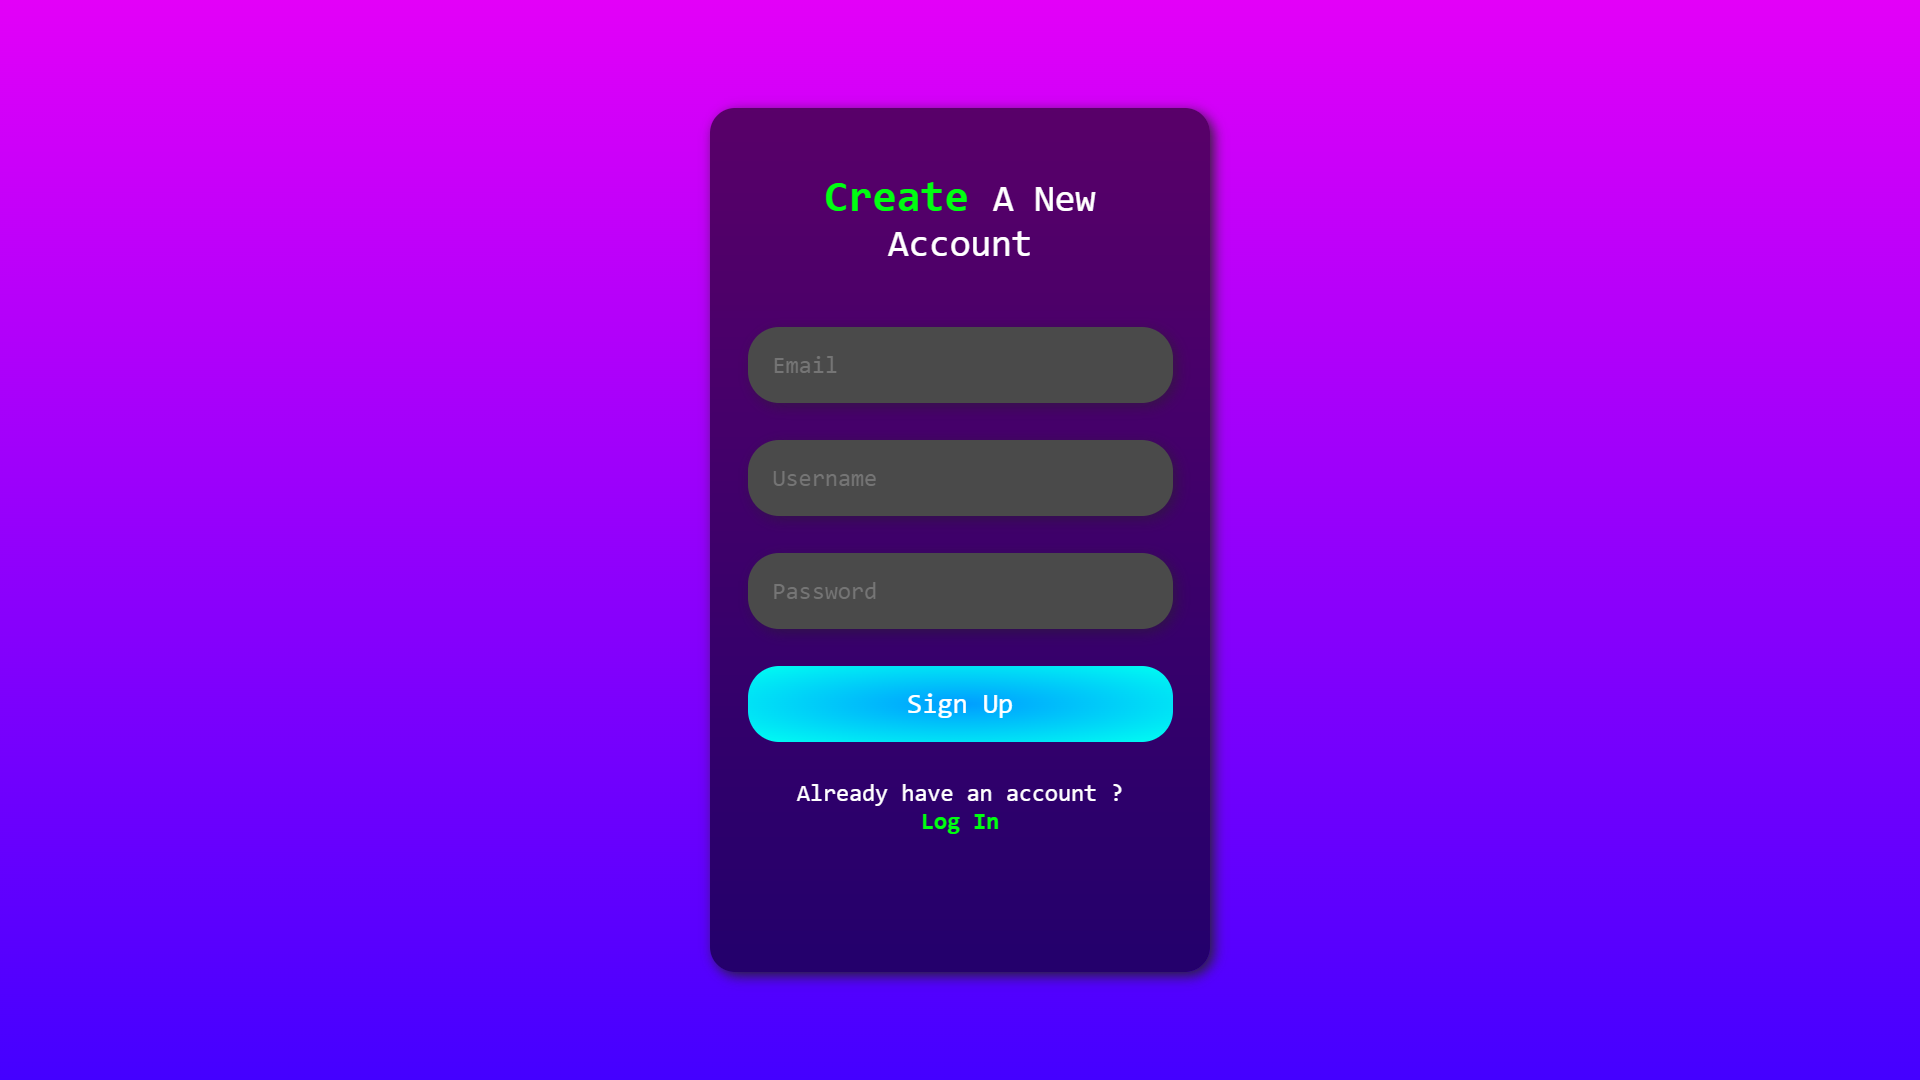 Create A New
Account
Email
Username
Password
Sign Up
Already have an account ?
Log In